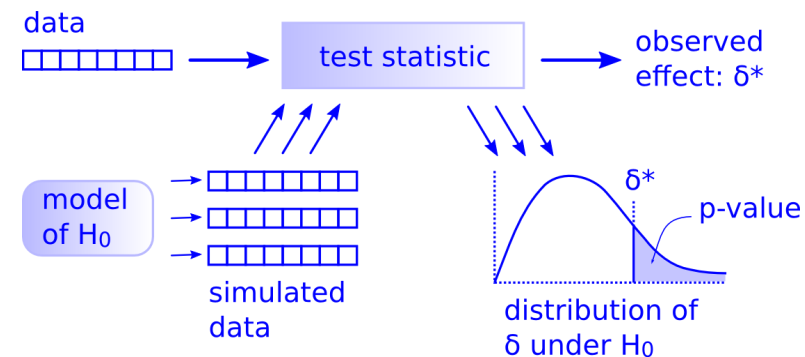 data
test statistic
observed
effect: δ*
model
of H₀
simulated
data
δ*
p-value
distribution of
δ under H₀